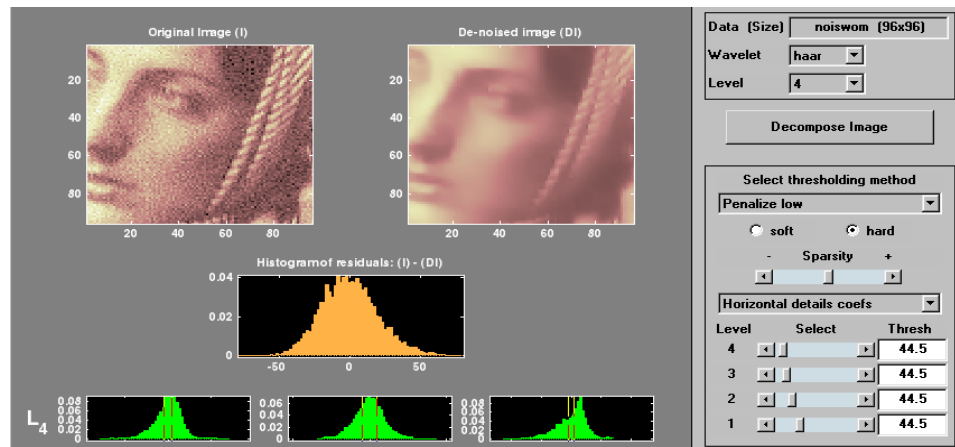 Original Image (I)
De-noised image (DI)
20
40
60
80
20 40 60 80
20
40
60
80
20 40 60 80
Histogramof residuals: (I) - (DI)
0.04
0.02
0
-50 0 50
L4
0.08
0.06
0.04
0.02
0
0.06
0.04
0.02
0
0.08
0.06
0.04
0.02
0
Data (Size) noiswom (96x96)
Wavelet haar
Level 4
Decompose Image
Select thresholding method
Penalize low
soft hard
- Sparsity +
Horizontal details coefs
Level Select Thresh
4 44.5
3 44.5
2 44.5
1 44.5